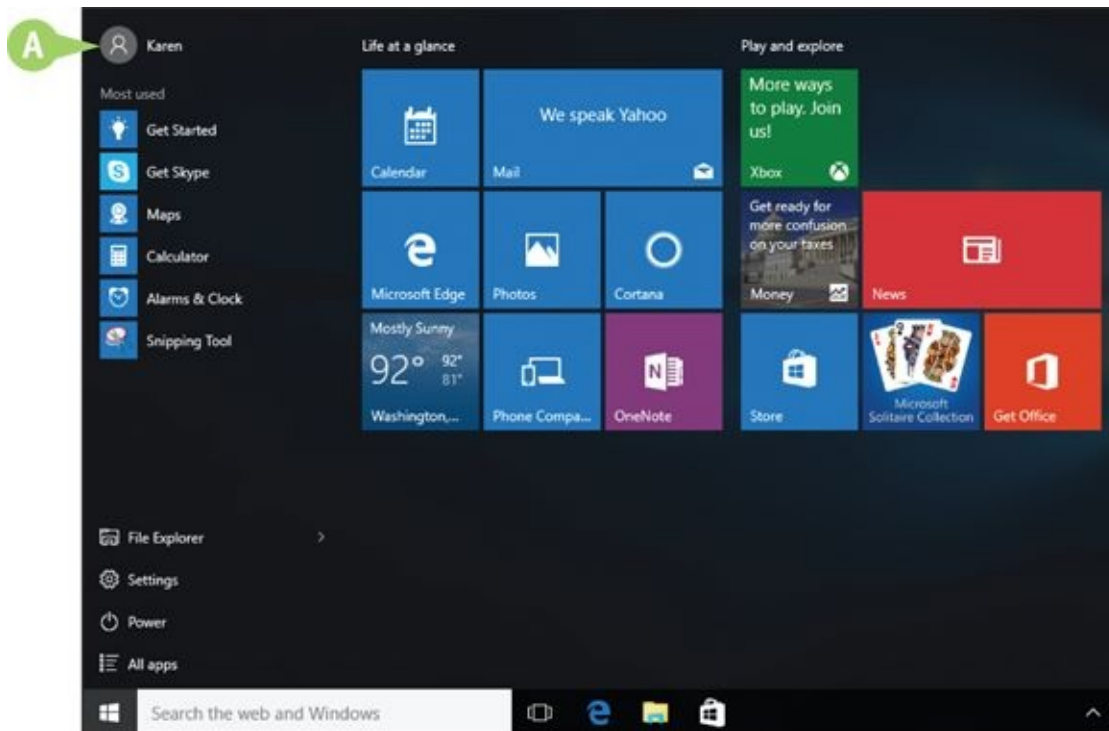 A
Karen
Most used
Get Started
Get Skype
Maps
Calculator
Alarms & Clock
Snipping Tool
File Explorer
Settings
Power
All apps
Life at a glance
Calendar
We speak Yahoo
Mail
Microsoft Edge
Photos
Cortana
Mostly Sunny
92° 92°
81°
Washington,...
Phone Compa...
N
OneNote
Play and explore
More ways
to play. Join
us!
Xbox
Get ready for
more confusion
on your taxes
Money
News
Store
Microsoft
Solitaire Collection
Get Office
Search the web and Windows